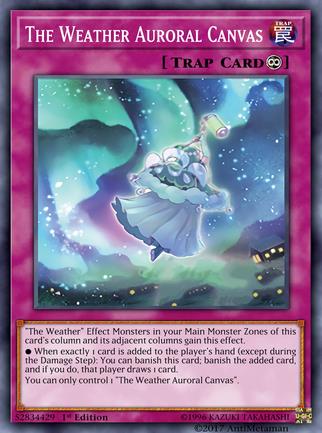 THE WEATHER AURORAL CANVAS
TRAP
罠
[TRAP CARD∞]
"The Weather" Effect Monsters in your Main Monster Zones of this
card's column and its adjacent columns gain this effect.
● When exactly 1 card is added to the player's hand (except during
the Damage Step): You can banish this card; banish the added card,
and if you do, that player draws 1 card.
You can only control 1 "The Weather Auroral Canvas".
52834429 1st Edition
©1996 KAZUKI TAKAHASHI
©2017 AntiMetaman